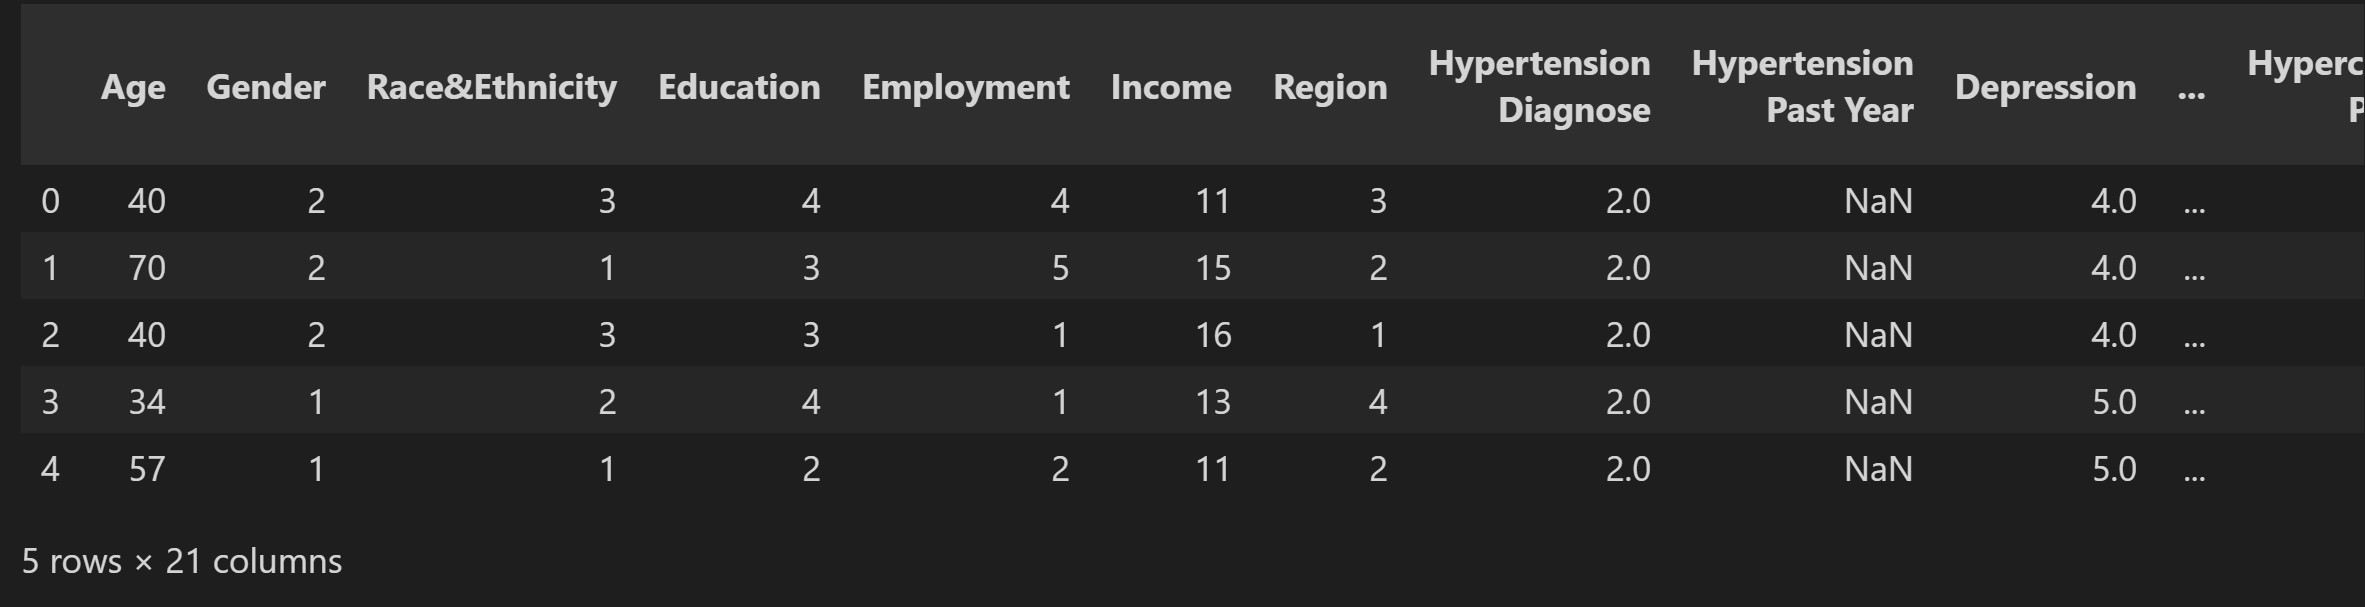 Age Gender Race&Ethnicity Education Employment Income Region Hypertension Diagnose Hypertension Past Year Depression ...
0 40 2 3 4 4 11 3 2.0 NaN 4.0 ...
1 70 2 1 3 5 15 2 2.0 NaN 4.0 ...
2 40 2 3 3 1 16 1 2.0 NaN 4.0 ...
3 34 1 2 4 1 13 4 2.0 NaN 5.0 ...
4 57 1 1 2 2 11 2 2.0 NaN 5.0 ...
5 rows × 21 columns